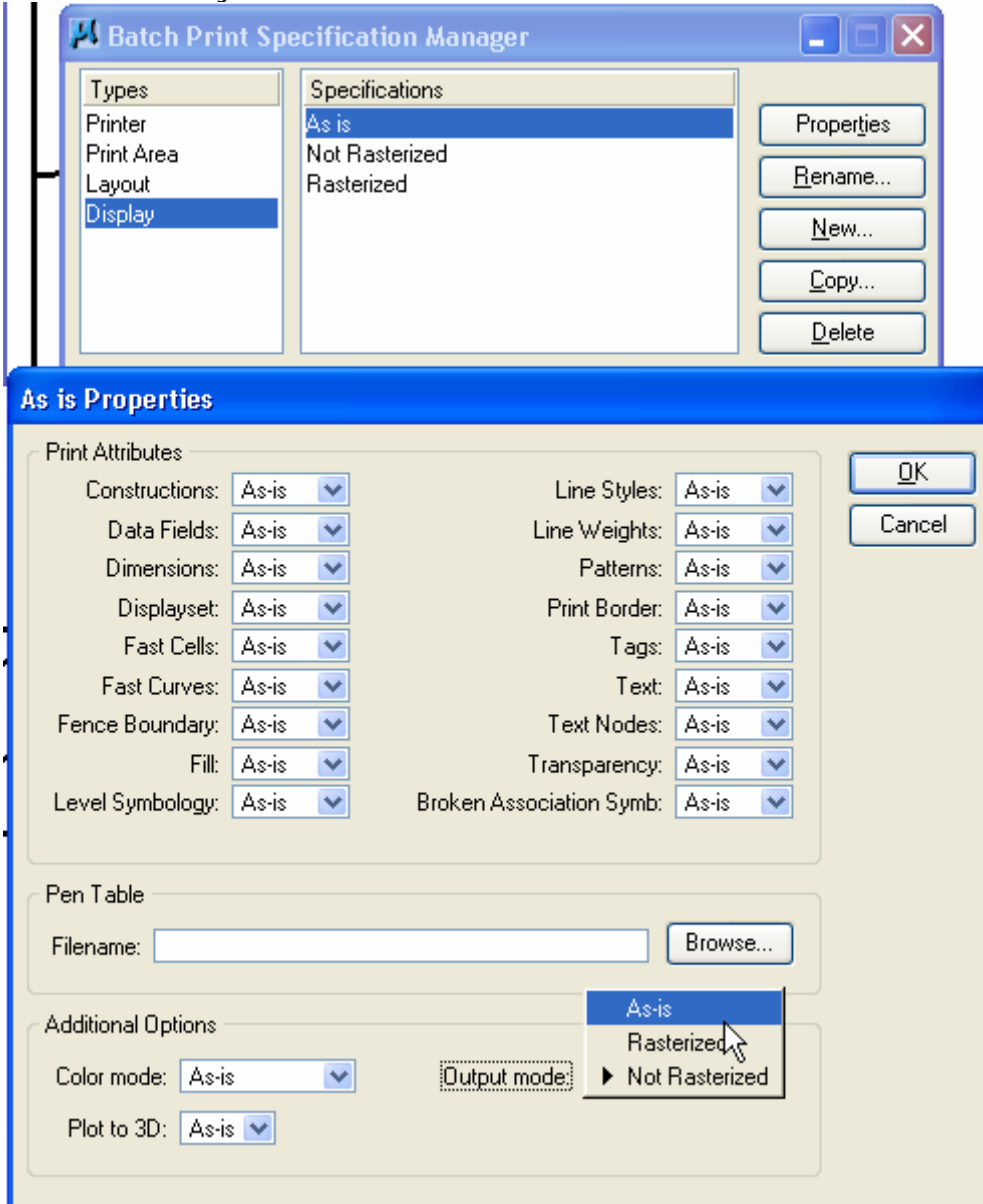 Batch Print Specification Manager
Types
Specifications
Printer
Print Area
Layout
Display
As is
Not Rasterized
Rasterized
Properties
Rename...
New...
Copy...
Delete
As is Properties
Print Attributes
Constructions: As-is
Data Fields: As-is
Dimensions: As-is
Displayset: As-is
Fast Cells: As-is
Fast Curves: As-is
Fence Boundary: As-is
Fill: As-is
Level Symbology: As-is
Line Styles: As-is
Line Weights: As-is
Patterns: As-is
Print Border: As-is
Tags: As-is
Text: As-is
Text Nodes: As-is
Transparency: As-is
Broken Association Symb: As-is
OK
Cancel
Pen Table
Filename:
Browse...
Additional Options
Color mode: As-is
Plot to 3D: As-is
Output mode:
As-is
Rasterized
Not Rasterized